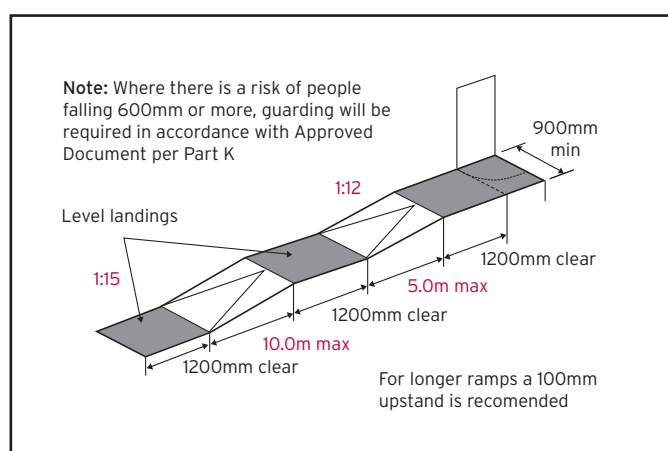 Note: Where there is a risk of people
falling 600mm or more, guarding will be
required in accordance with Approved
Document per Part K
900mm
min
1:12
Level landings
1:15
1200mm clear
5.0m max
1200mm clear
10.0m max
1200mm clear
For longer ramps a 100mm
upstand is recomended